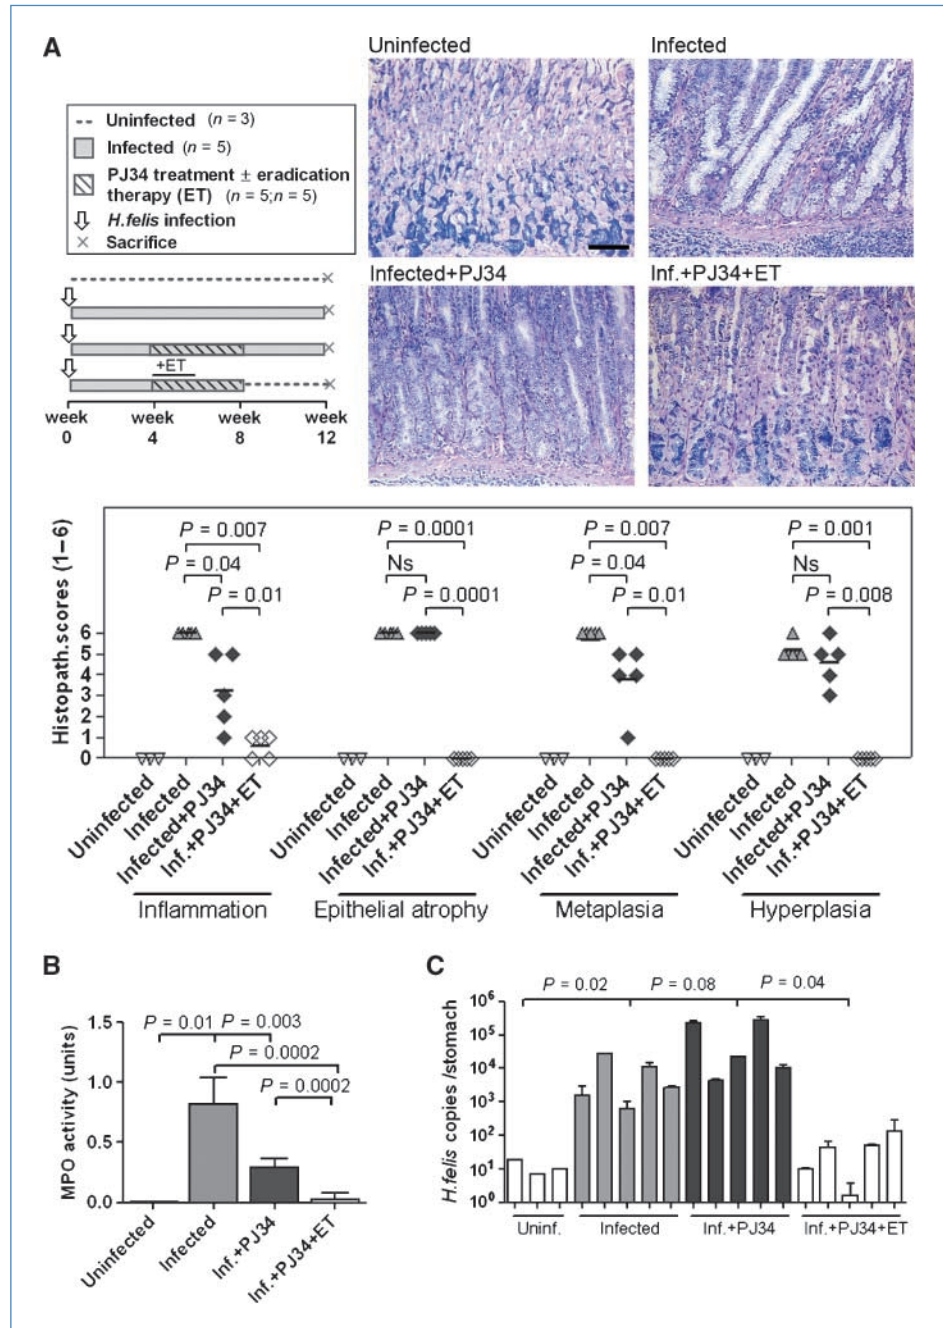 A
Uninfected
Infected
Uninfected (n = 3)
Infected (n = 5)
PJ34 treatment ± eradication
therapy (ET) (n = 5;n = 5)
H.felis infection
Sacrifice
Infected+PJ34
Inf.+PJ34+ET
+ET
week week week week
0 4 8 12
Histopath.scores (1–6)
P = 0.007
P = 0.04
P = 0.01
P = 0.0001
Ns
P = 0.0001
P = 0.007
P = 0.04
P = 0.01
P = 0.001
Ns
P = 0.008
6
5
4
3
2
1
0
Uninfected
Infected
Infected+PJ34
Inf.+PJ34+ET
Uninfected
Infected
Infected+PJ34
Inf.+PJ34+ET
Uninfected
Infected
Infected+PJ34
Inf.+PJ34+ET
Uninfected
Infected
Infected+PJ34
Inf.+PJ34+ET
Inflammation
Epithelial atrophy
Metaplasia
Hyperplasia
B
MPO activity (units)
1.5
1.0
0.5
0.0
P = 0.01
P = 0.003
P = 0.0002
P = 0.0002
Uninfected
Infected
Inf.+PJ34
Inf.+PJ34+ET
C
H.felis copies /stomach
P = 0.02
P = 0.08
P = 0.04
10⁶
10⁵
10⁴
10³
10²
10¹
10⁰
Uninf.
Infected
Inf.+PJ34
Inf.+PJ34+ET